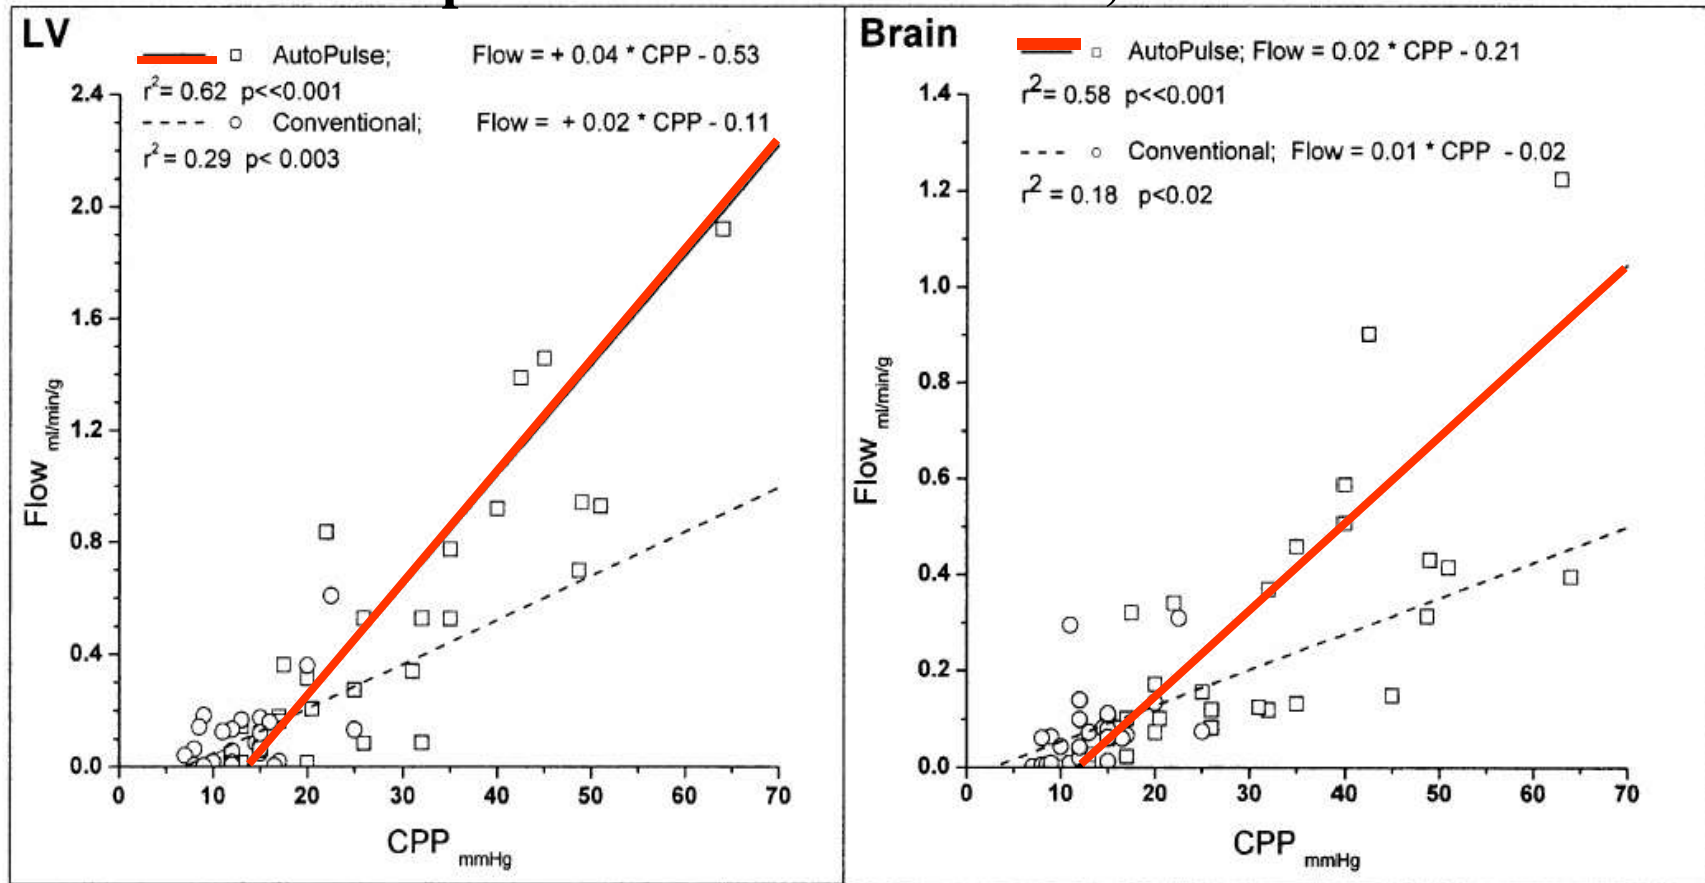 LV
AutoPulse; Flow = + 0.04 * CPP - 0.53
r² = 0.62 p<<0.001
Conventional; Flow = + 0.02 * CPP - 0.11
r² = 0.29 p< 0.003
2.4
2.0
1.6
1.2
0.8
0.4
0.0
0 10 20 30 40 50 60 70
Flow ml/min/g
CPP mmHg
Brain
AutoPulse; Flow = 0.02 * CPP - 0.21
r² = 0.58 p<<0.001
Conventional; Flow = 0.01 * CPP - 0.02
r² = 0.18 p<0.02
1.4
1.2
1.0
0.8
0.6
0.4
0.2
0.0
0 10 20 30 40 50 60 70
Flow ml/min/g
CPP mmHg